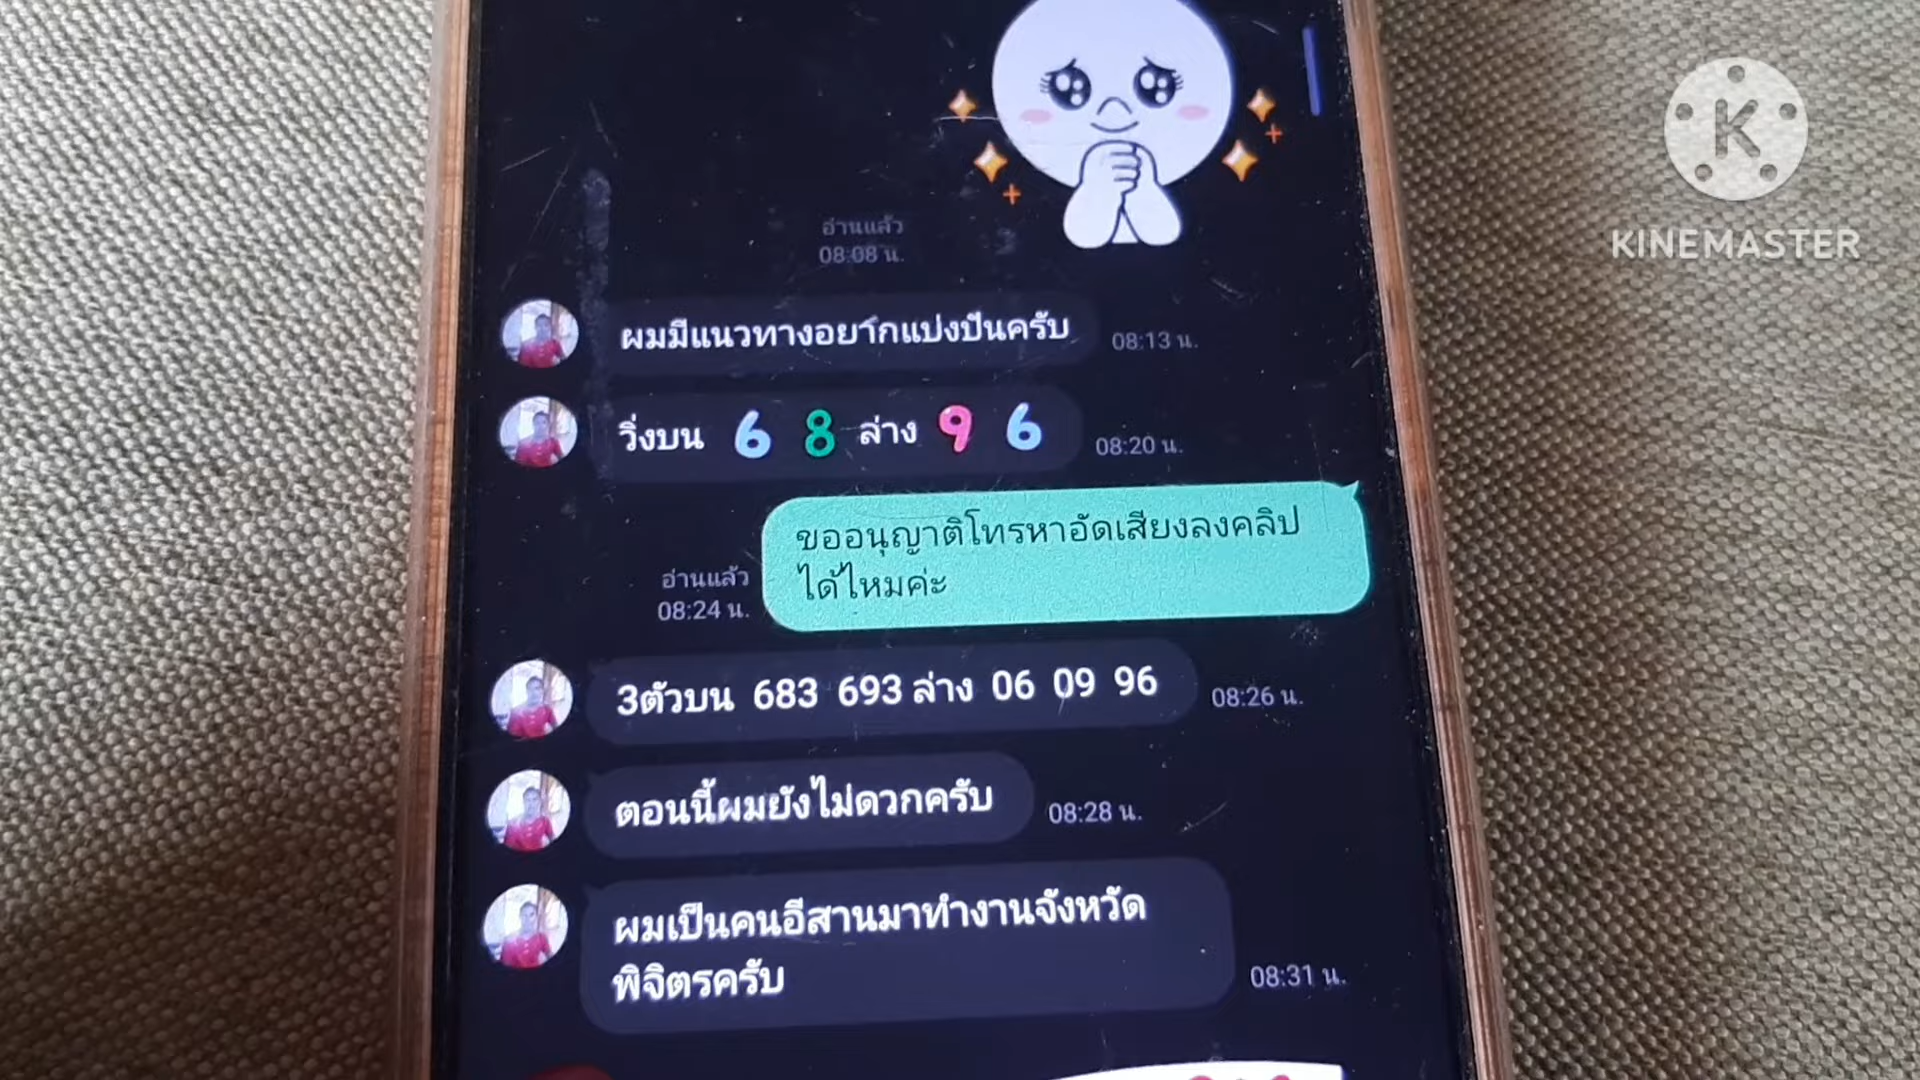 KINEMASTER
อ่านแล้ว
08:08 น.
ผมมีแนวทางอยากแบ่งปันครับ
08:13 น.
วิ่งบน 6 8 ล่าง 9 6
08:20 น.
ขออนุญาติโทรหาอัดเสียงลงคลิป
ได้ไหมค่ะ
อ่านแล้ว
08:24 น.
3ตัวบน 683 693 ล่าง 06 09 96
08:26 น.
ตอนนี้ผมยังไม่ดวกครับ
08:28 น.
ผมเป็นคนอีสานมาทำงานจังหวัด
พิจิตรครับ
08:31 น.